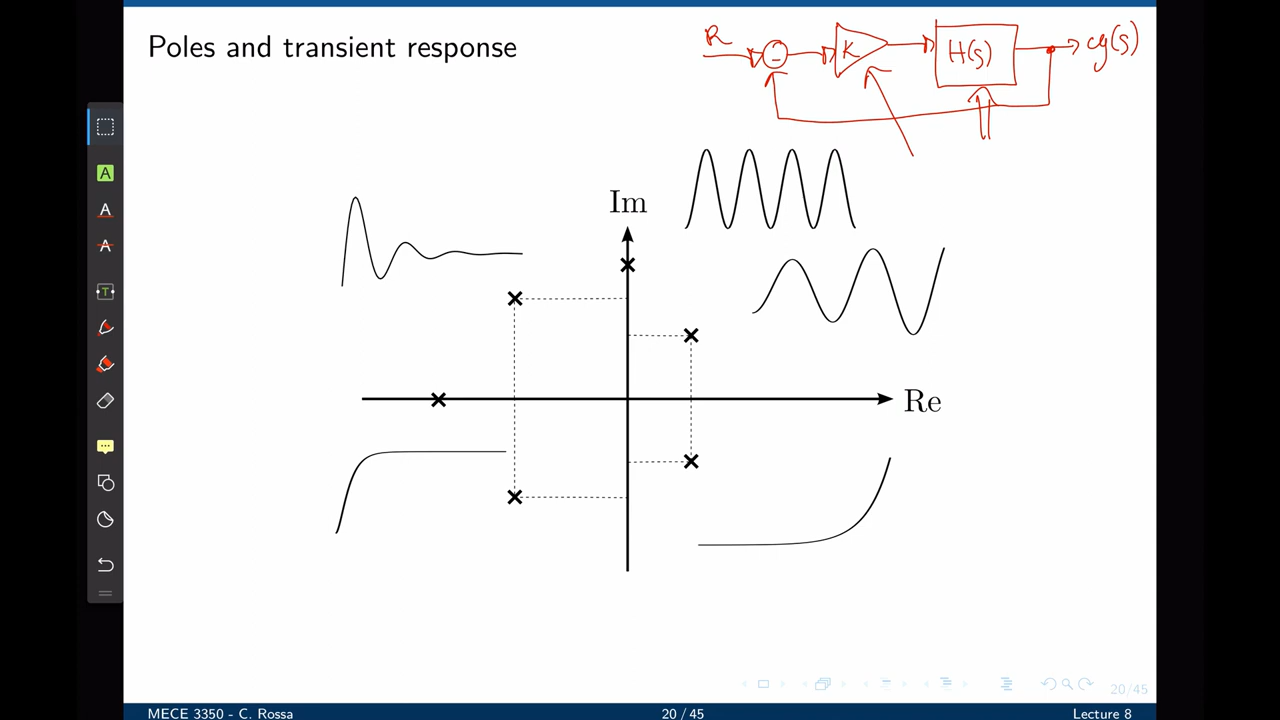 Poles and transient response
R
-
K
H(s)
y(s)
Im
Re
A
A
A
T
20/45
MECE 3350 - C. Rossa
20 / 45
Lecture 8